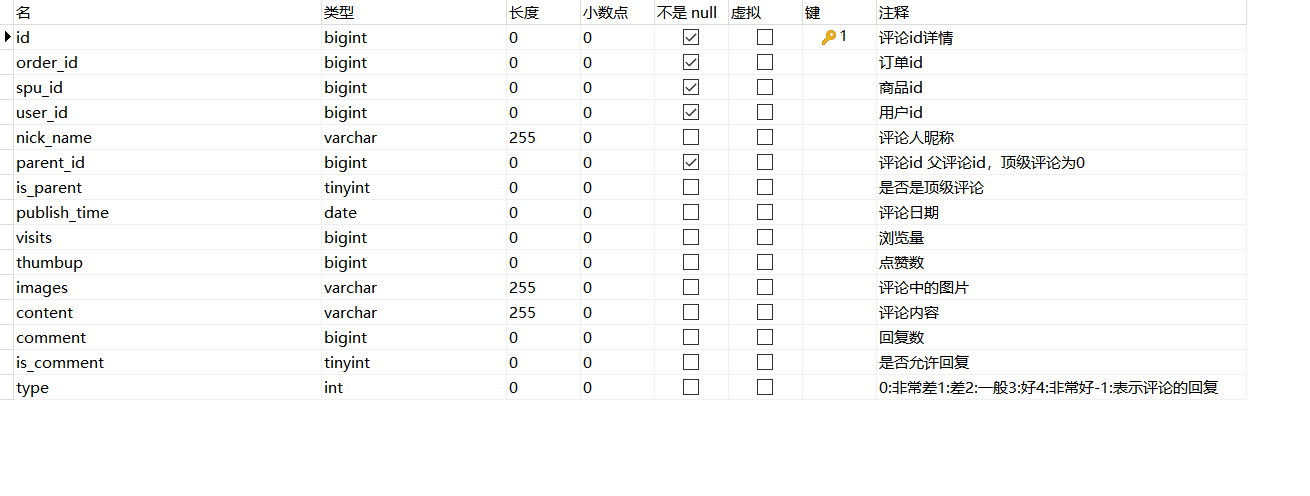 名 类型 长度 小数点 不是 null 虚拟 键 注释
id bigint 0 0 1 评论id详情
order_id bigint 0 0 订单id
spu_id bigint 0 0 商品id
user_id bigint 0 0 用户id
nick_name varchar 255 0 评论人昵称
parent_id bigint 0 0 评论id 父评论id，顶级评论为0
is_parent tinyint 0 0 是否是顶级评论
publish_time date 0 0 评论日期
visits bigint 0 0 浏览量
thumbup bigint 0 0 点赞数
images varchar 255 0 评论中的图片
content varchar 255 0 评论内容
comment bigint 0 0 回复数
is_comment tinyint 0 0 是否允许回复
type int 0 0 0:非常差1:差2:一般3:好4:非常好-1:表示评论的回复